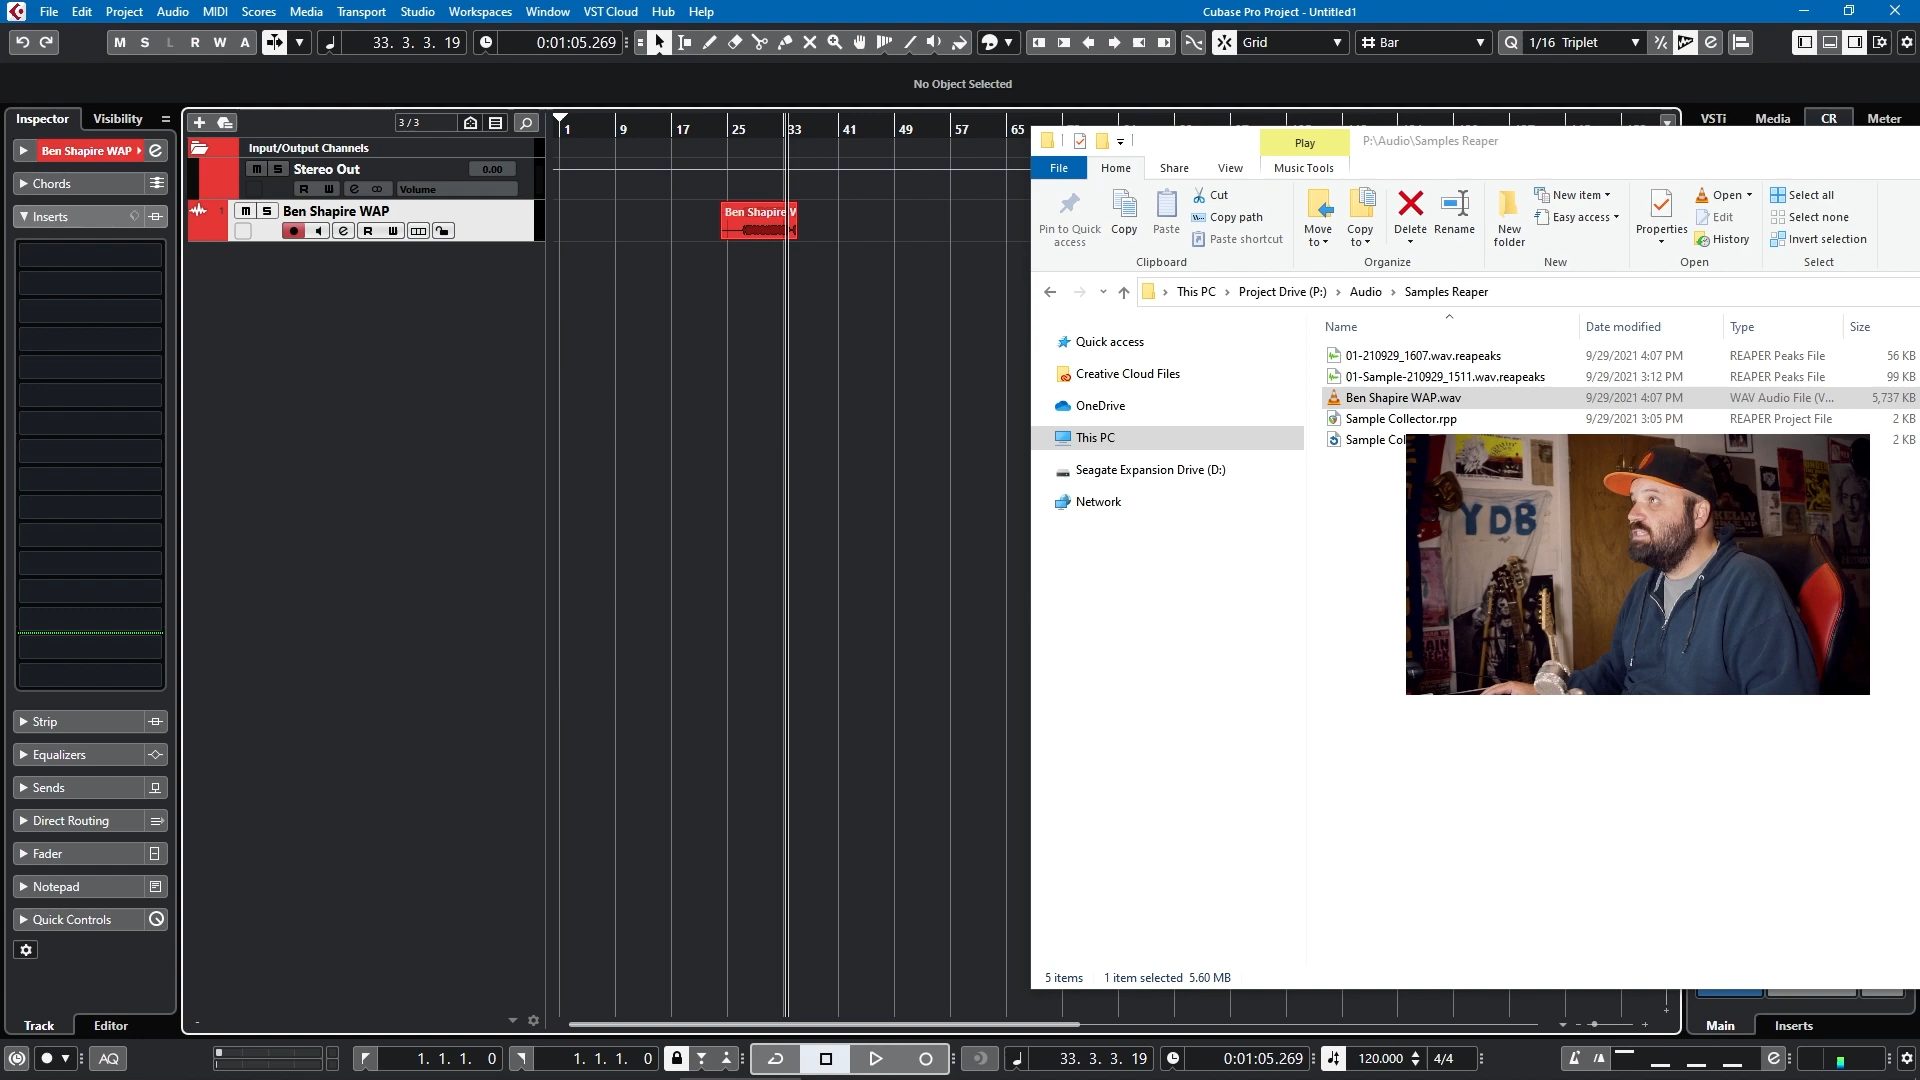 File Edit Project Audio MIDI Scores Media Transport Studio Workspaces Window VST Cloud Hub Help
Cubase Pro Project - Untitled1
M S L R W A
33. 3. 3. 19
0:01:05.269
Grid
Bar
1/16 Triplet
No Object Selected
Inspector Visibility
Ben Shapire WAP
Chords
Inserts
Strip
Equalizers
Sends
Direct Routing
Fader
Notepad
Quick Controls
Track Editor
3/3
Input/Output Channels
m S Stereo Out 0.00
R W e Volume
1 m S Ben Shapire WAP
e R W
1 9 17 25 33 41 49 57 65
Ben Shapire W
VSTi Media CR Meter
Play
P:\Audio\Samples Reaper
File Home Share View Music Tools
Pin to Quick access
Copy
Paste
Cut
Copy path
Paste shortcut
Clipboard
Move to
Copy to
Delete
Rename
Organize
New folder
New item
Easy access
New
Properties
Open
Edit
History
Open
Select all
Select none
Invert selection
Select
This PC › Project Drive (P:) › Audio › Samples Reaper
Quick access
Creative Cloud Files
OneDrive
This PC
Seagate Expansion Drive (D:)
Network
Name Date modified Type Size
01-210929_1607.wav.reapeaks 9/29/2021 4:07 PM REAPER Peaks File 56 KB
01-Sample-210929_1511.wav.reapeaks 9/29/2021 3:12 PM REAPER Peaks File 99 KB
Ben Shapire WAP.wav 9/29/2021 4:07 PM WAV Audio File (V... 5,737 KB
Sample Collector.rpp 9/29/2021 3:05 PM REAPER Project File 2 KB
Sample Col 2 KB
YDB
5 items 1 item selected 5.60 MB
Main Inserts
AQ
1. 1. 1. 0
1. 1. 1. 0
33. 3. 3. 19
0:01:05.269
120.000
4/4